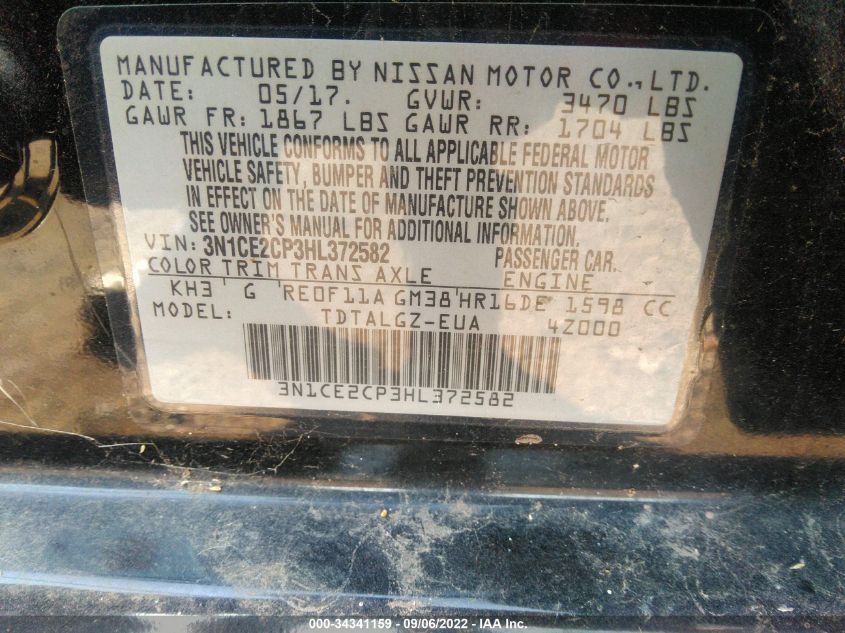 MANUFACTURED BY NISSAN MOTOR CO., LTD.
DATE: 05/17. GVWR: 3470 LBS
GAWR FR: 1867 LBS GAWR RR: 1704 LBS
THIS VEHICLE CONFORMS TO ALL APPLICABLE FEDERAL MOTOR
VEHICLE SAFETY, BUMPER AND THEFT PREVENTION STANDARDS
IN EFFECT ON THE DATE OF MANUFACTURE SHOWN ABOVE.
SEE OWNER'S MANUAL FOR ADDITIONAL INFORMATION.
VIN: 3N1CE2CP3HL372582 PASSENGER CAR.
COLOR TRIM TRANS AXLE ENGINE
KH3 G RE0F11A GM38 HR16DE 1598 CC
MODEL: TDTALGZ-EUA 4Z000
3N1CE2CP3HL372582
000-34341159 - 09/06/2022 - IAA Inc.